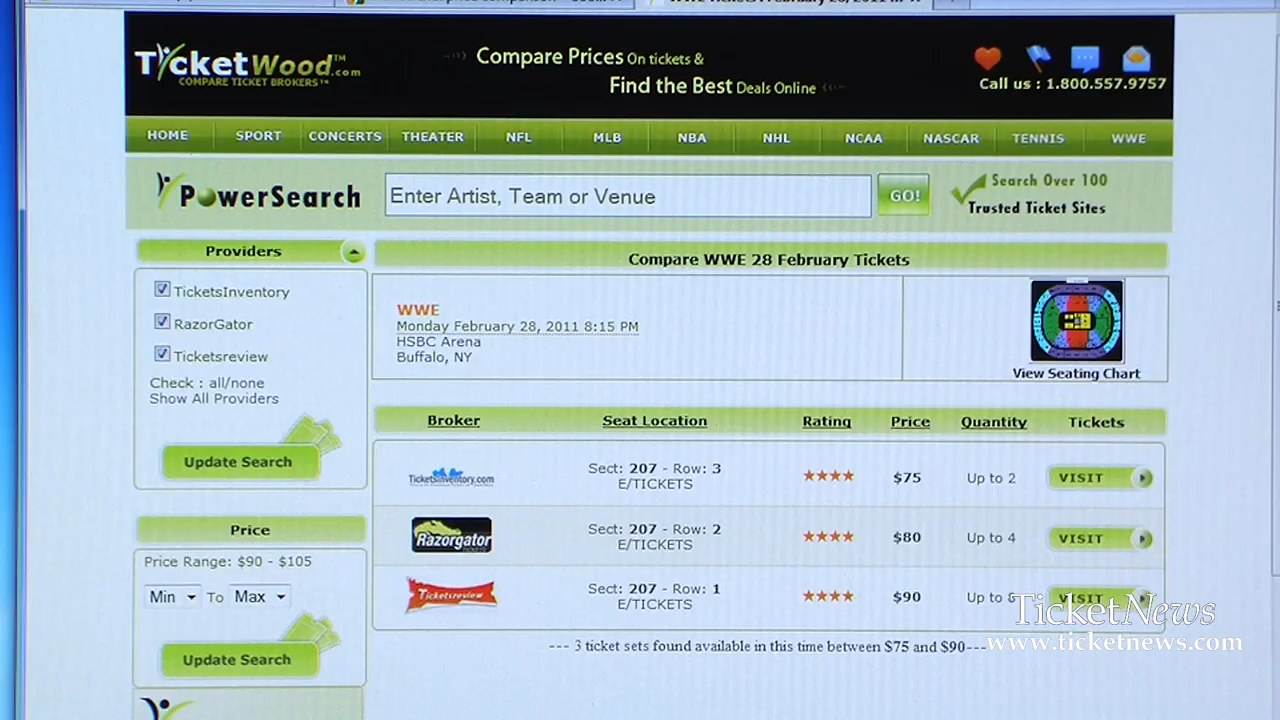 TicketWood™.com
COMPARE TICKET BROKERS™
Compare Prices On tickets &
Find the Best Deals Online
Call us : 1.800.557.9757
HOME SPORT CONCERTS THEATER NFL MLB NBA NHL NCAA NASCAR TENNIS WWE
PowerSearch
Enter Artist, Team or Venue
GO!
Search Over 100
Trusted Ticket Sites
Providers
TicketsInventory
RazorGator
Ticketsreview
Check : all/none
Show All Providers
Update Search
Price
Price Range: $90 - $105
Min To Max
Update Search
Compare WWE 28 February Tickets
WWE
Monday February 28, 2011 8:15 PM
HSBC Arena
Buffalo, NY
View Seating Chart
Broker Seat Location Rating Price Quantity Tickets
TicketsInventory.com Sect: 207 - Row: 3 $75 Up to 2 VISIT
E/TICKETS
Razorgator Sect: 207 - Row: 2 $80 Up to 4 VISIT
E/TICKETS
Ticketsreview Sect: 207 - Row: 1 $90 Up to VISIT
E/TICKETS
--- 3 ticket sets found available in this time between $75 and $90---
TicketNews
www.ticketnews.com